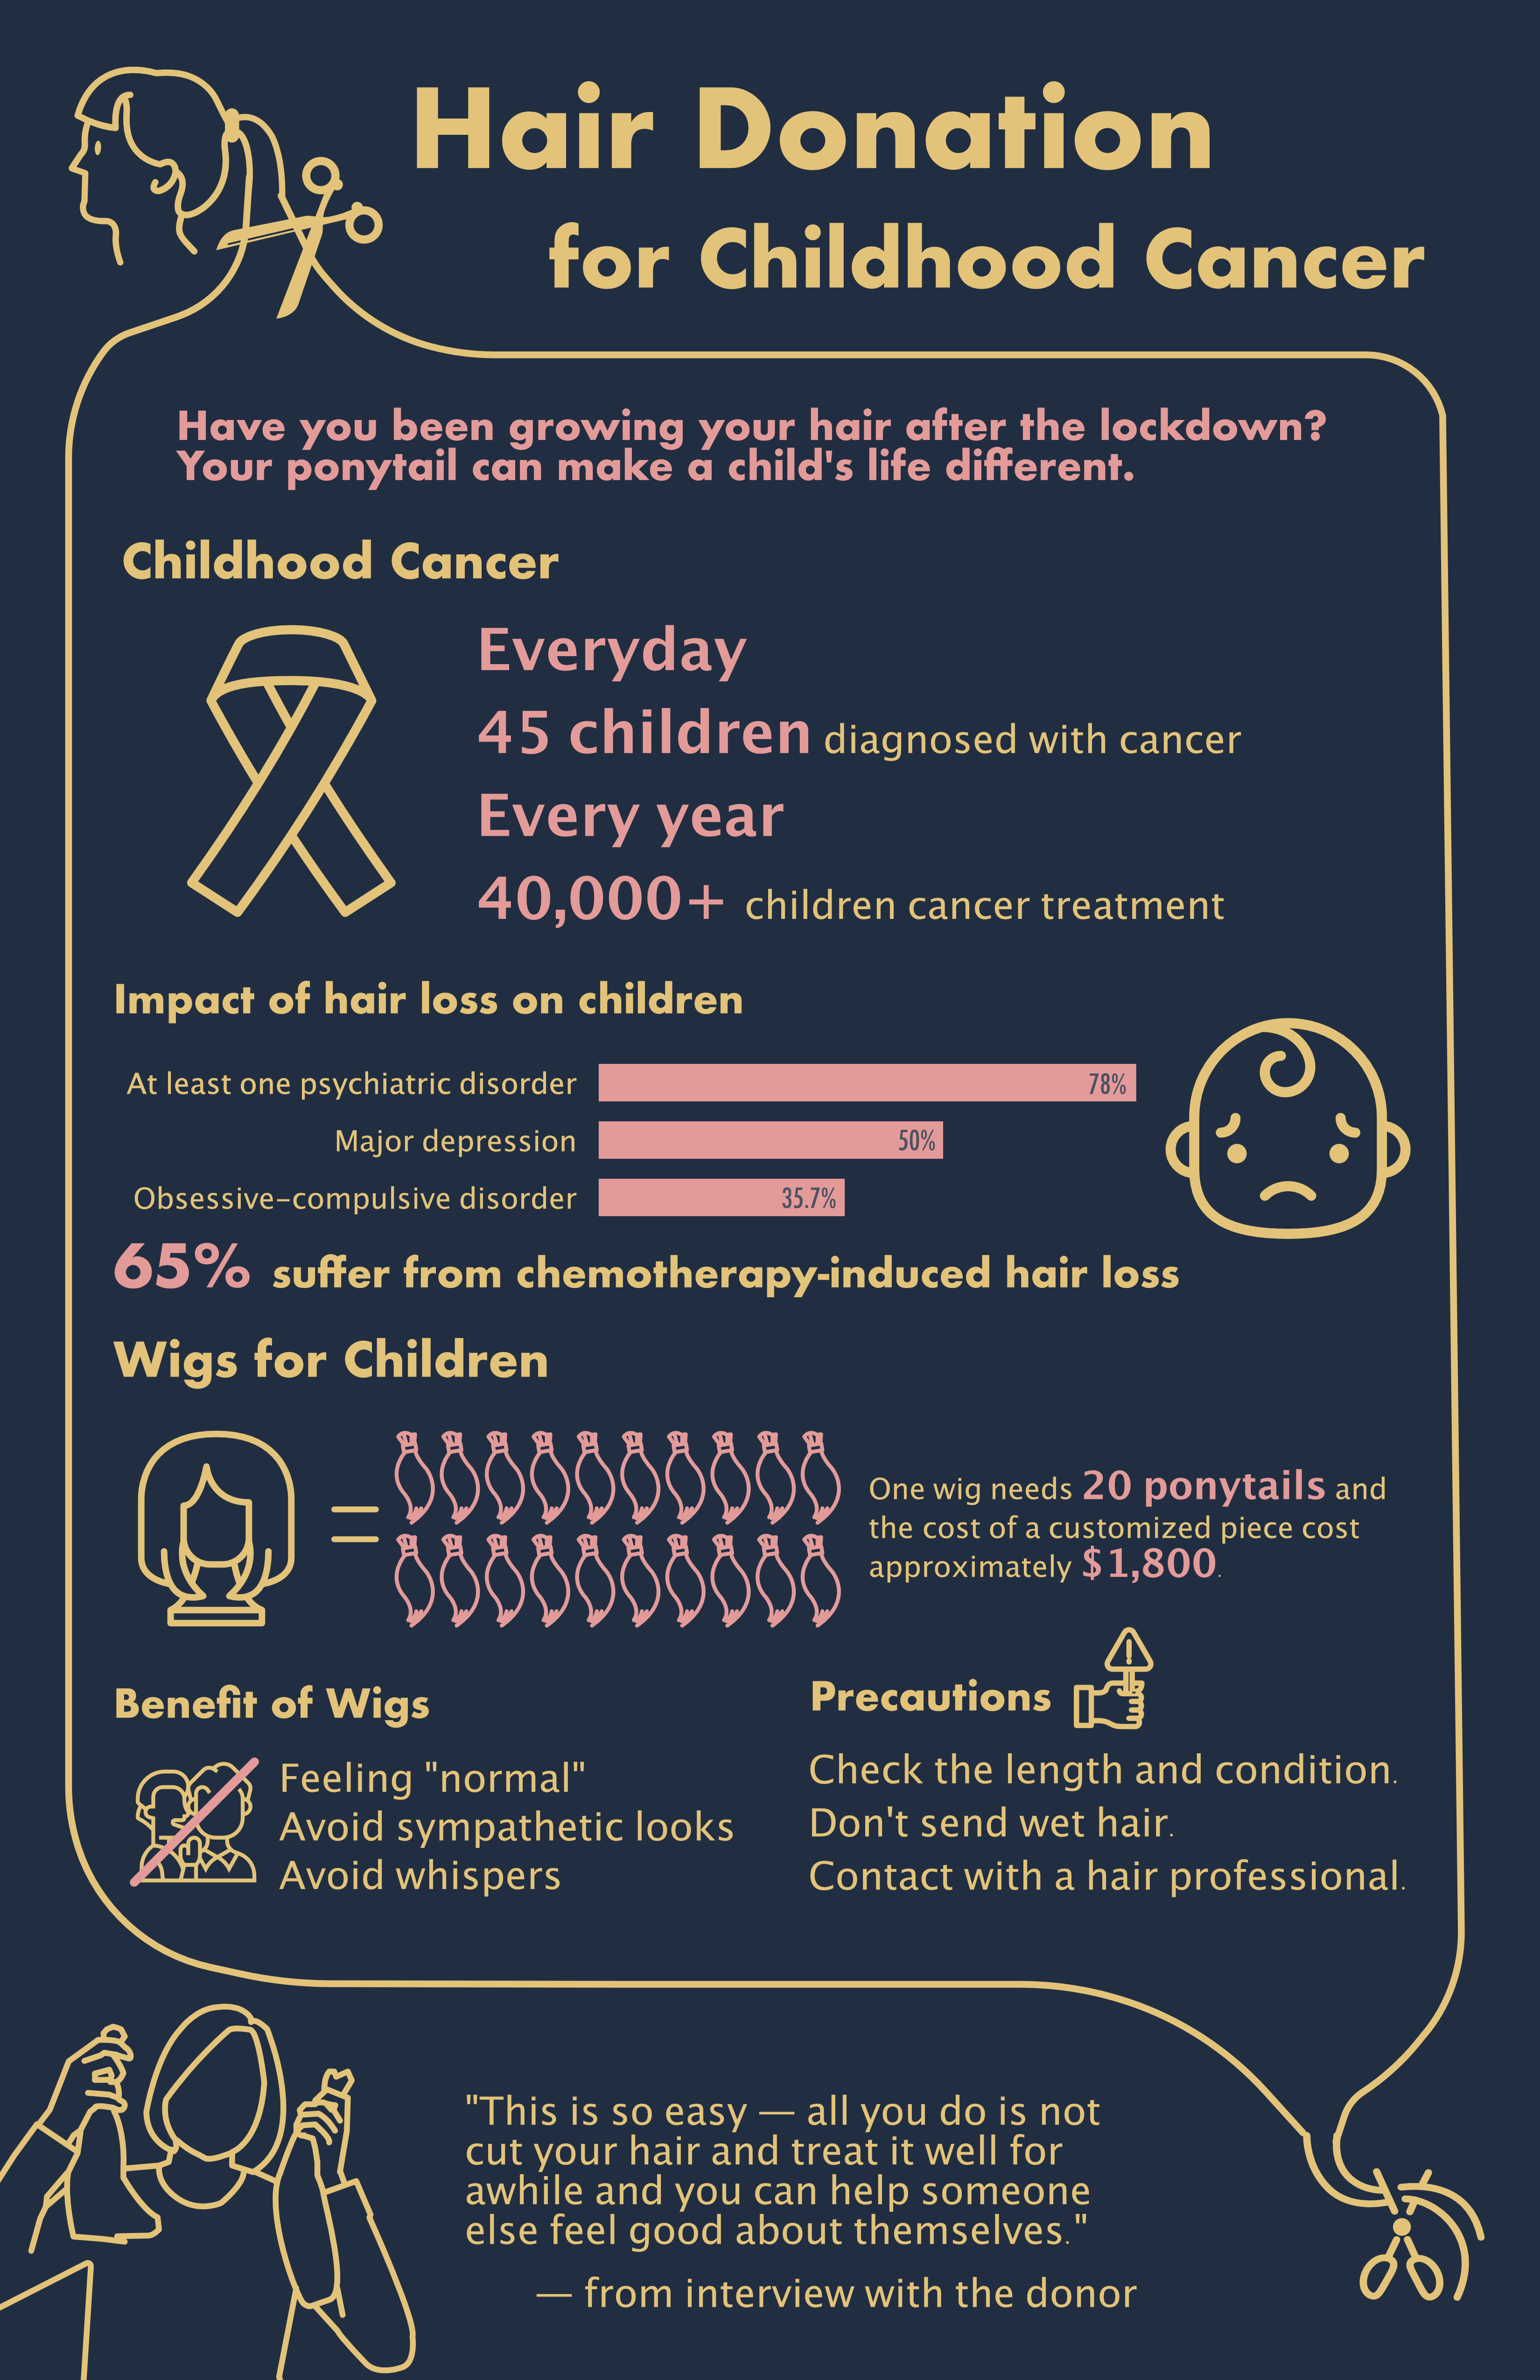 Hair Donation
for Childhood Cancer
Have you been growing your hair after the lockdown?
Your ponytail can make a child's life different.
Childhood Cancer
Everyday
45 children diagnosed with cancer
Every year
40,000+ children cancer treatment
Impact of hair loss on children
At least one psychiatric disorder 78%
Major depression 50%
Obsessive-compulsive disorder 35.7%
65% suffer from chemotherapy-induced hair loss
Wigs for Children
One wig needs 20 ponytails and
the cost of a customized piece cost
approximately $1,800.
Benefit of Wigs
Feeling "normal"
Avoid sympathetic looks
Avoid whispers
Precautions
Check the length and condition.
Don't send wet hair.
Contact with a hair professional.
"This is so easy — all you do is not
cut your hair and treat it well for
awhile and you can help someone
else feel good about themselves."
— from interview with the donor